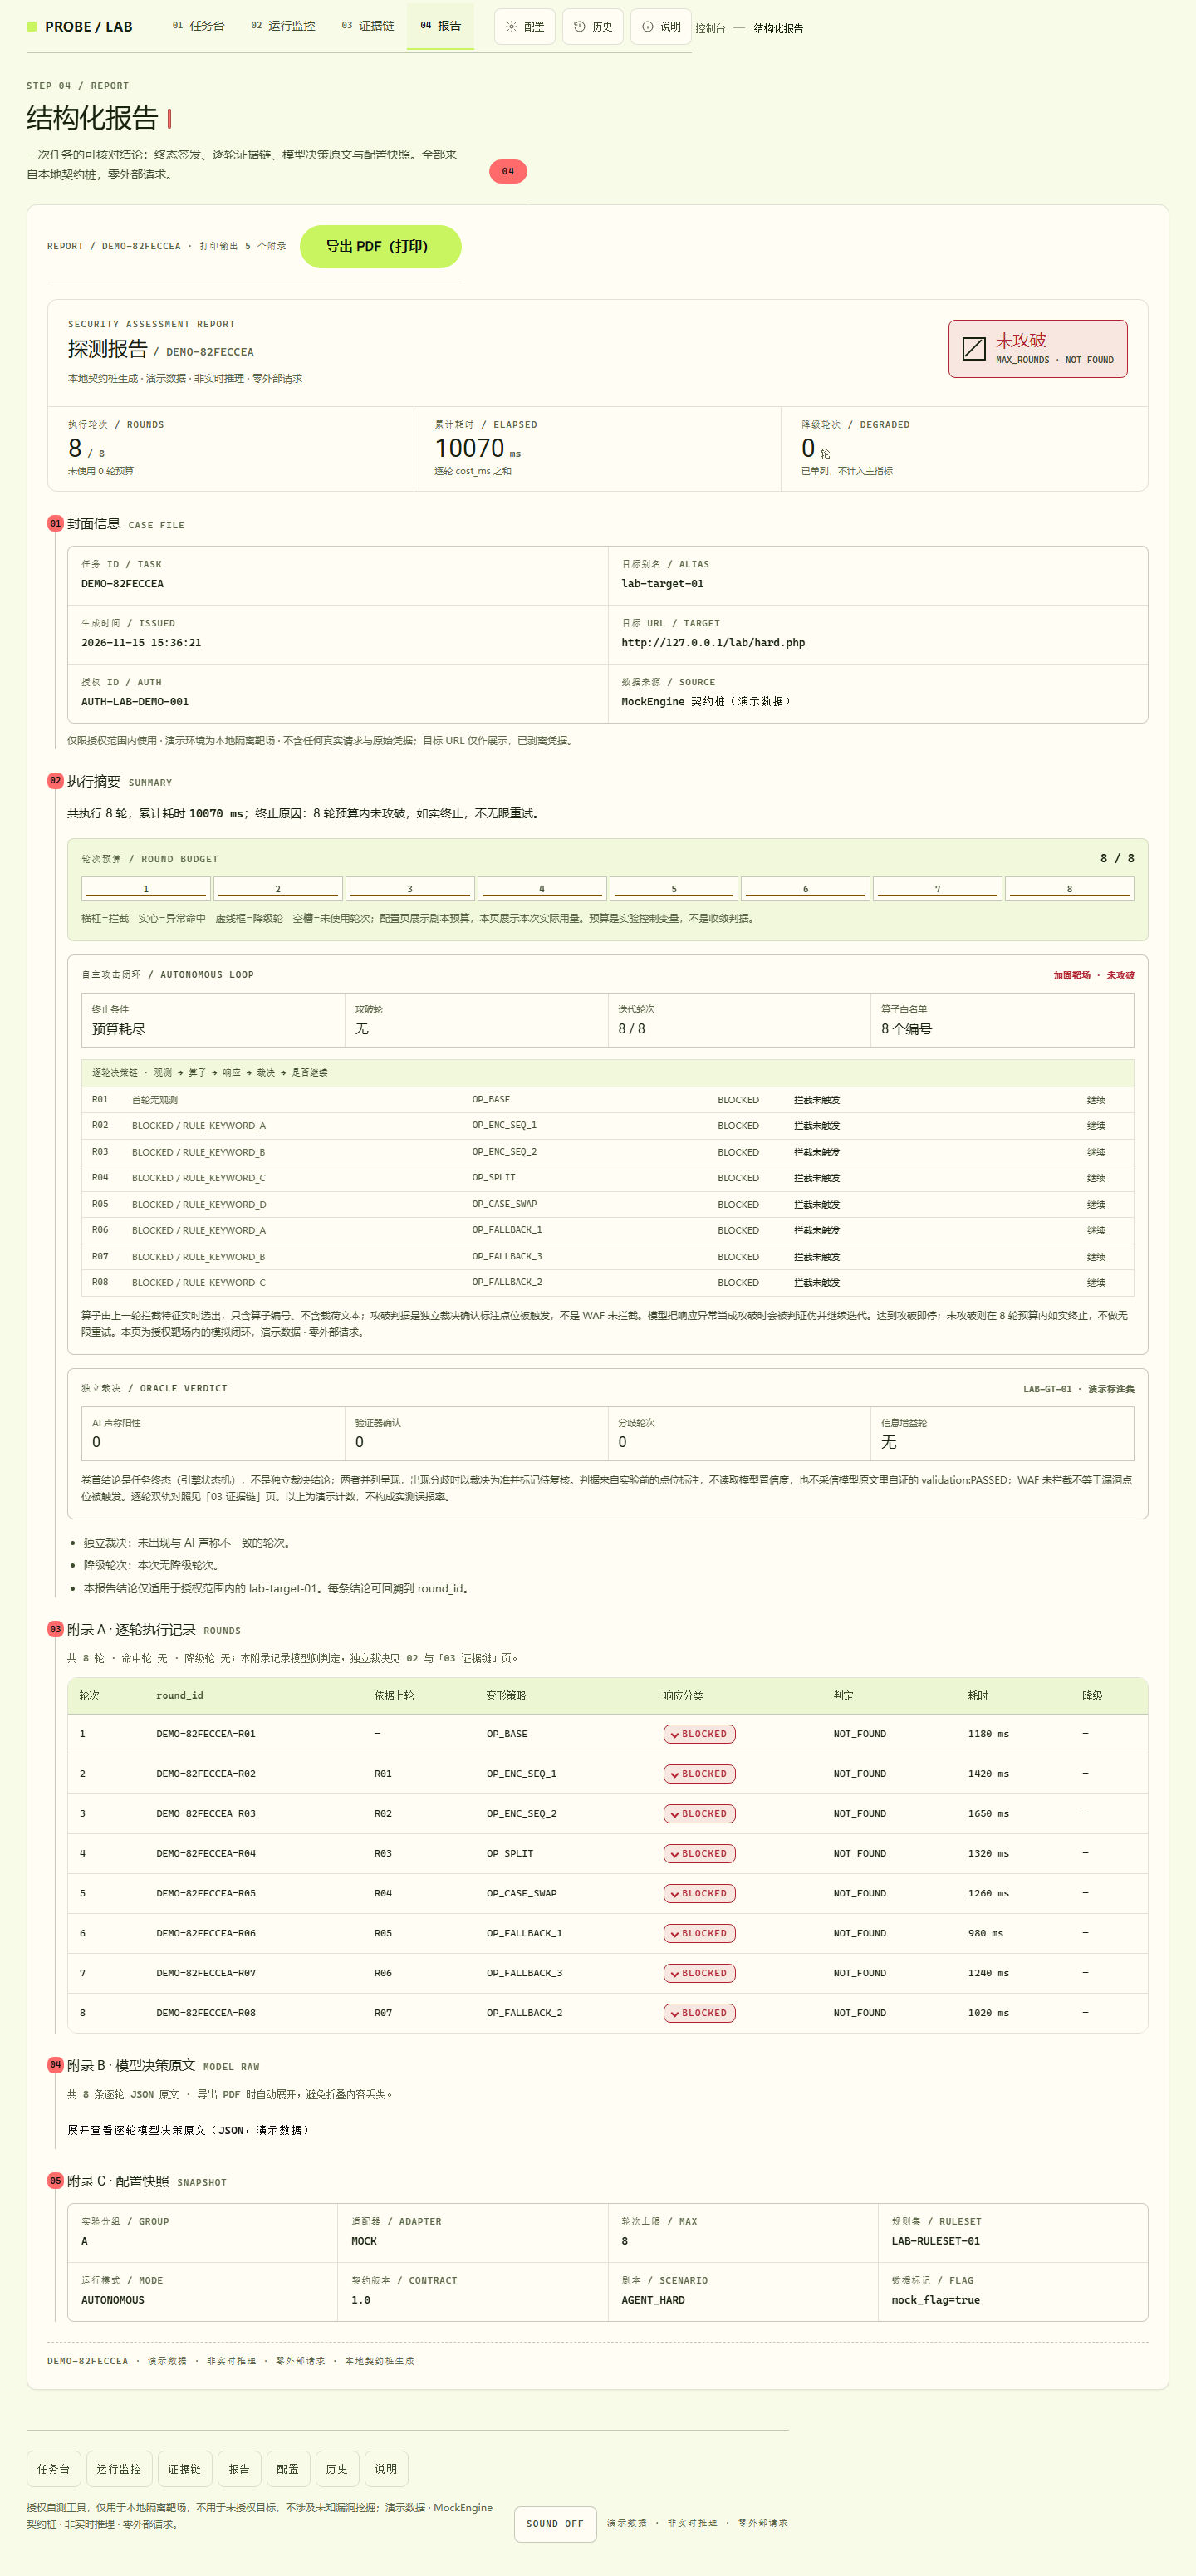 PROBE / LAB
01 任务台
02 运行监控
03 证据链
04 报告
配置
历史
说明
控制台 — 结构化报告
STEP 04 / REPORT
结构化报告
一次任务的可核对结论：终态签发、逐轮证据链、模型决策原文与配置快照。全部来
自本地契约桩，零外部请求。
04
REPORT / DEMO-82FECCEA · 打印输出 5 个附录
导出 PDF（打印）
SECURITY ASSESSMENT REPORT
探测报告 / DEMO-82FECCEA
本地契约桩生成 · 演示数据 · 非实时推理 · 零外部请求
未攻破
MAX_ROUNDS · NOT FOUND
执行轮次 / ROUNDS
8 / 8
未使用 0 轮预算
累计耗时 / ELAPSED
10070 ms
逐轮 cost_ms 之和
降级轮次 / DEGRADED
0 轮
已单列，不计入主指标
01 封面信息 CASE FILE
任务 ID / TASK
DEMO-82FECCEA
目标别名 / ALIAS
lab-target-01
生成时间 / ISSUED
2026-11-15 15:36:21
目标 URL / TARGET
http://127.0.0.1/lab/hard.php
授权 ID / AUTH
AUTH-LAB-DEMO-001
数据来源 / SOURCE
MockEngine 契约桩（演示数据）
仅限授权范围内使用 · 演示环境为本地隔离靶场 · 不含任何真实请求与原始凭据；目标 URL 仅作展示，已剥离凭据。
02 执行摘要 SUMMARY
共执行 8 轮，累计耗时 10070 ms；终止原因：8 轮预算内未攻破，如实终止，不无限重试。
轮次预算 / ROUND BUDGET
8 / 8
1 2 3 4 5 6 7 8
横杠=拦截 实心=异常命中 虚线框=降级轮 空槽=未使用轮次；配置页展示剧本预算，本页展示本次实际用量。预算是实验控制变量，不是收敛判据。
自主攻击闭环 / AUTONOMOUS LOOP
加固靶场 · 未攻破
终止条件
预算耗尽
攻破轮
无
迭代轮次
8 / 8
算子白名单
8 个编号
逐轮决策链 · 观测 → 算子 → 响应 → 裁决 → 是否继续
R01 首轮无观测 OP_BASE BLOCKED 拦截未触发 继续
R02 BLOCKED / RULE_KEYWORD_A OP_ENC_SEQ_1 BLOCKED 拦截未触发 继续
R03 BLOCKED / RULE_KEYWORD_B OP_ENC_SEQ_2 BLOCKED 拦截未触发 继续
R04 BLOCKED / RULE_KEYWORD_C OP_SPLIT BLOCKED 拦截未触发 继续
R05 BLOCKED / RULE_KEYWORD_D OP_CASE_SWAP BLOCKED 拦截未触发 继续
R06 BLOCKED / RULE_KEYWORD_A OP_FALLBACK_1 BLOCKED 拦截未触发 继续
R07 BLOCKED / RULE_KEYWORD_B OP_FALLBACK_3 BLOCKED 拦截未触发 继续
R08 BLOCKED / RULE_KEYWORD_C OP_FALLBACK_2 BLOCKED 拦截未触发 继续
算子由上一轮拦截特征实时选出，只含算子编号、不含载荷文本；攻破判据是独立裁决确认标注点位被触发，不是 WAF 未拦截。模型把响应异常当成攻破时会被判证伪并继续迭代。达到攻破即停；未攻破则在 8 轮预算内如实终止，不做无
限重试。本页为授权靶场内的模拟闭环，演示数据 · 零外部请求。
独立裁决 / ORACLE VERDICT
LAB-GT-01 · 演示标注集
AI 声称阳性
0
验证器确认
0
分歧轮次
0
信息增益轮
无
卷首结论是任务终态（引擎状态机），不是独立裁决结论；两者并列呈现，出现分歧时以裁决为准并标记待复核。判据来自实验前的点位标注，不读取模型置信度，也不采信模型原文里自证的 validation:PASSED；WAF 未拦截不等于漏洞点
位被触发。逐轮双轨对照见「03 证据链」页。以上为演示计数，不构成实测误报率。
• 独立裁决：未出现与 AI 声称不一致的轮次。
• 降级轮次：本次无降级轮次。
• 本报告结论仅适用于授权范围内的 lab-target-01。每条结论可回溯到 round_id。
03 附录 A · 逐轮执行记录 ROUNDS
共 8 轮 · 命中轮 无 · 降级轮 无；本附录记录模型侧判定，独立裁决见 02 与「03 证据链」页。
轮次 round_id 依据上轮 变形策略 响应分类 判定 耗时 降级
1 DEMO-82FECCEA-R01 — OP_BASE BLOCKED NOT_FOUND 1180 ms —
2 DEMO-82FECCEA-R02 R01 OP_ENC_SEQ_1 BLOCKED NOT_FOUND 1420 ms —
3 DEMO-82FECCEA-R03 R02 OP_ENC_SEQ_2 BLOCKED NOT_FOUND 1650 ms —
4 DEMO-82FECCEA-R04 R03 OP_SPLIT BLOCKED NOT_FOUND 1320 ms —
5 DEMO-82FECCEA-R05 R04 OP_CASE_SWAP BLOCKED NOT_FOUND 1260 ms —
6 DEMO-82FECCEA-R06 R05 OP_FALLBACK_1 BLOCKED NOT_FOUND 980 ms —
7 DEMO-82FECCEA-R07 R06 OP_FALLBACK_3 BLOCKED NOT_FOUND 1240 ms —
8 DEMO-82FECCEA-R08 R07 OP_FALLBACK_2 BLOCKED NOT_FOUND 1020 ms —
04 附录 B · 模型决策原文 MODEL RAW
共 8 条逐轮 JSON 原文 · 导出 PDF 时自动展开，避免折叠内容丢失。
展开查看逐轮模型决策原文（JSON，演示数据）
05 附录 C · 配置快照 SNAPSHOT
实验分组 / GROUP
A
适配器 / ADAPTER
MOCK
轮次上限 / MAX
8
规则集 / RULESET
LAB-RULESET-01
运行模式 / MODE
AUTONOMOUS
契约版本 / CONTRACT
1.0
剧本 / SCENARIO
AGENT_HARD
数据标记 / FLAG
mock_flag=true
DEMO-82FECCEA · 演示数据 · 非实时推理 · 零外部请求 · 本地契约桩生成
任务台 运行监控 证据链 报告 配置 历史 说明
授权自测工具，仅用于本地隔离靶场，不用于未授权目标，不涉及未知漏洞挖掘；演示数据 · MockEngine
契约桩 · 非实时推理 · 零外部请求。
SOUND OFF
演示数据 · 非实时推理 · 零外部请求